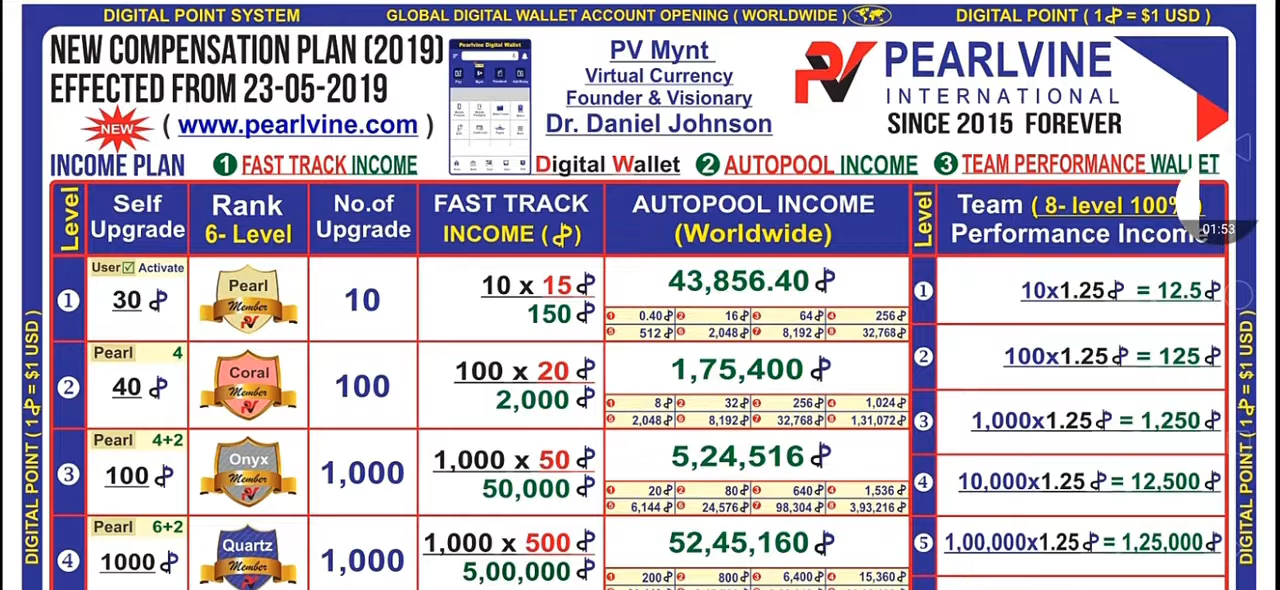 DIGITAL POINT SYSTEM
GLOBAL DIGITAL WALLET ACCOUNT OPENING ( WORLDWIDE )
DIGITAL POINT ( 1 = $1 USD )
NEW COMPENSATION PLAN (2019)
EFFECTED FROM 23-05-2019
NEW
( www.pearlvine.com )
Pearlvine Digital Wallet
PV Mynt
Virtual Currency
Founder & Visionary
Dr. Daniel Johnson
PV
PEARLVINE
INTERNATIONAL
SINCE 2015 FOREVER
INCOME PLAN
1 FAST TRACK INCOME
Digital Wallet
2 AUTOPOOL INCOME
3 TEAM PERFORMANCE WALLET
01:53
Level
Self Upgrade
Rank 6- Level
No.of Upgrade
FAST TRACK INCOME ( )
AUTOPOOL INCOME (Worldwide)
Level
Team ( 8- level 100% )
Performance Income
1
User ☑ Activate
30
Pearl
Member
10
10 x 15
150
43,856.40
1 0.40 2 16 3 64 4 256
5 512 6 2,048 7 8,192 8 32,768
2
Pearl 4
40
Coral
Member
100
100 x 20
2,000
1,75,400
1 8 2 32 3 256 4 1,024
5 2,048 6 8,192 7 32,768 8 1,31,072
3
Pearl 4+2
100
Onyx
Member
1,000
1,000 x 50
50,000
5,24,516
1 20 2 80 3 640 4 1,536
5 6,144 6 24,576 7 98,304 8 3,93,216
4
Pearl 6+2
1000
Quartz
Member
1,000
1,000 x 500
5,00,000
52,45,160
1 200 2 800 3 6,400 4 15,360
1 10x1.25 = 12.5
2 100x1.25 = 125
3 1,000x1.25 = 1,250
4 10,000x1.25 = 12,500
5 1,00,000x1.25 = 1,25,000
DIGITAL POINT ( 1 = $1 USD )
DIGITAL POINT ( 1 = $1 USD )